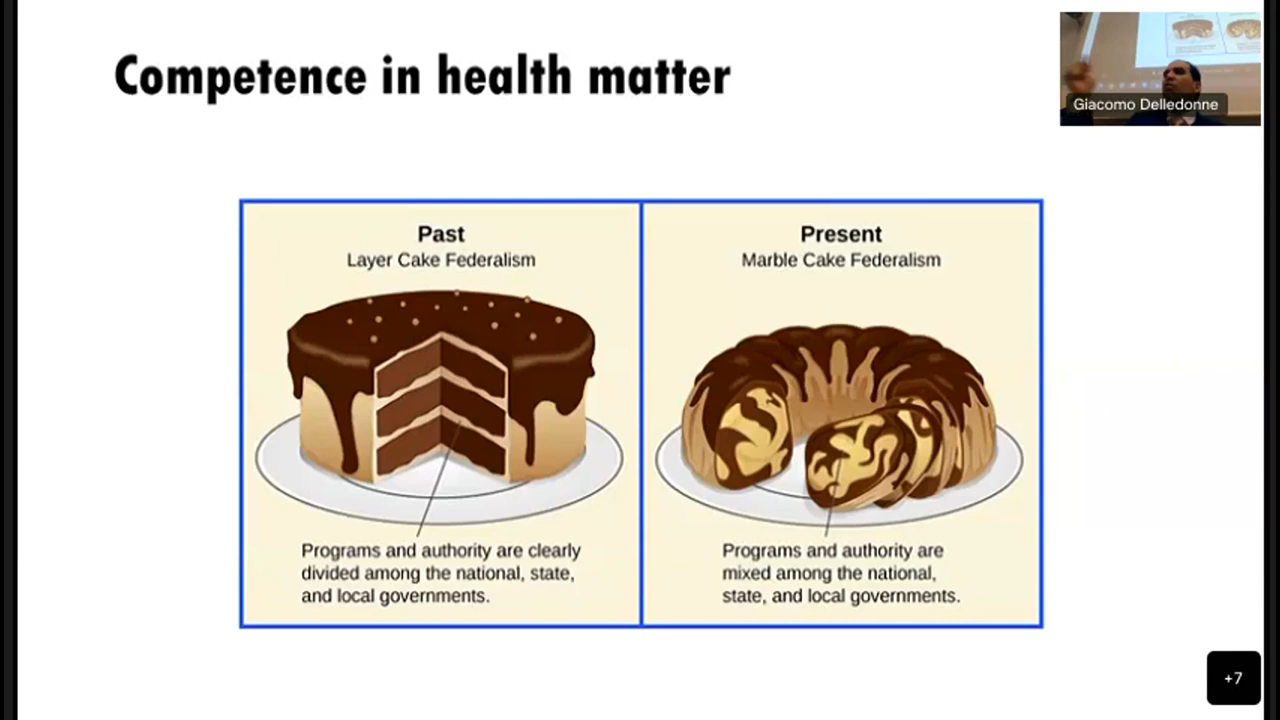 Competence in health matter
Giacomo Delledonne
Past
Layer Cake Federalism
Programs and authority are clearly
divided among the national, state,
and local governments.
Present
Marble Cake Federalism
Programs and authority are
mixed among the national,
state, and local governments.
+7